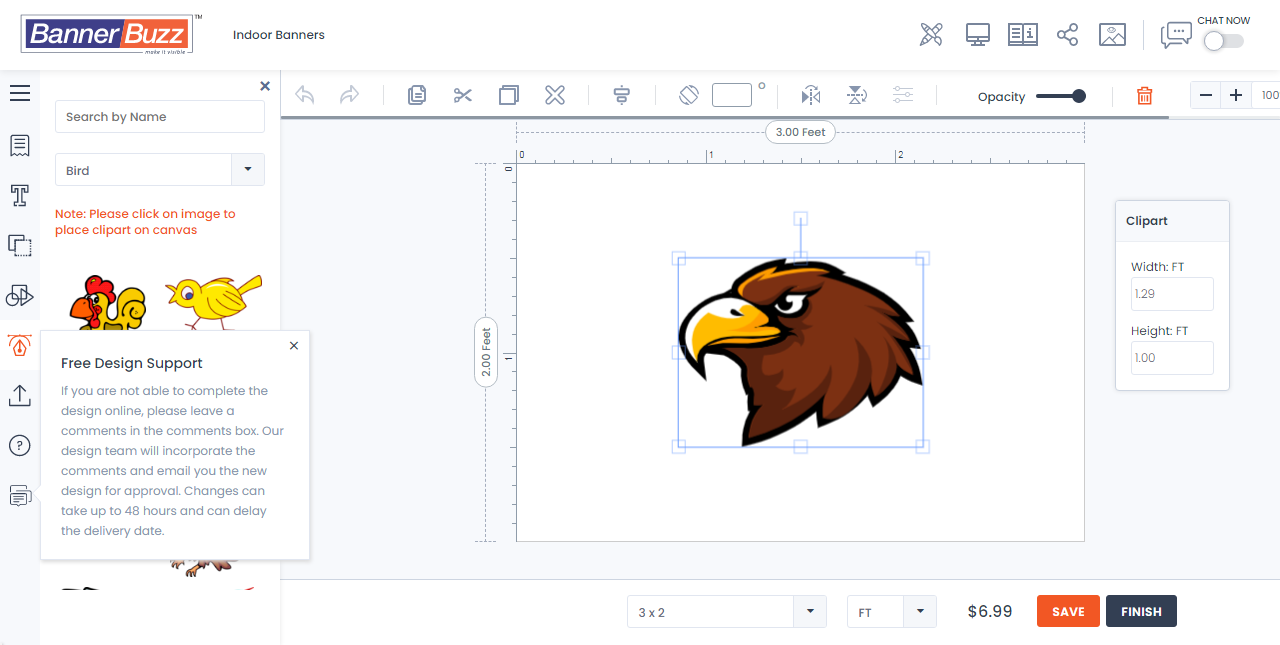 BannerBuzz
TM
make it visible
Indoor Banners
CHAT NOW
Search by Name
Bird
Note: Please click on image to
place clipart on canvas
Opacity
100
3.00 Feet
0
1
2
0
1
2.00 Feet
Clipart
Width: FT
1.29
Height: FT
1.00
Free Design Support
If you are not able to complete the
design online, please leave a
comments in the comments box. Our
design team will incorporate the
comments and email you the new
design for approval. Changes can
take up to 48 hours and can delay
the delivery date.
3 x 2
FT
$6.99
SAVE
FINISH